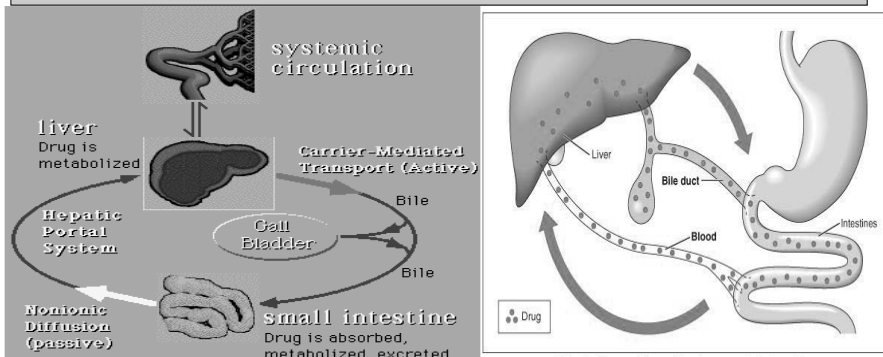 systemic
circulation
liver
Drug is
metabolized
Carrier-Mediated
Transport (Active)
Bile
Hepatic
Portal
System
Gall
Bladder
Bile
Nonionic
Diffusion
(passive)
small intestine
Drug is absorbed,
metabolized, excreted
Liver
Bile duct
Intestines
Blood
Drug